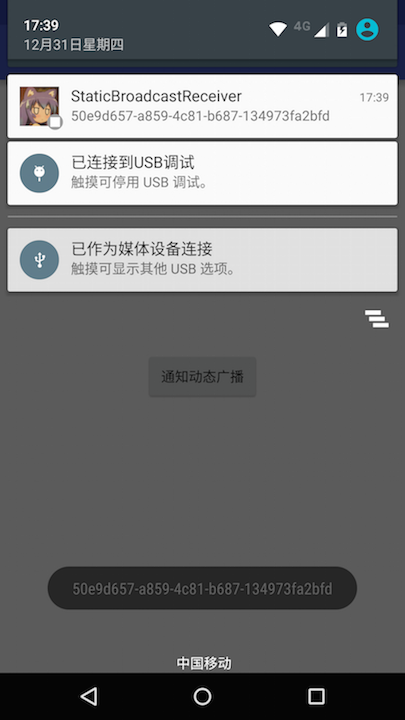 17:39
4G
12月31日星期四
StaticBroadcastReceiver
17:39
50e9d657-a859-4c81-b687-134973fa2bfd
已连接到USB调试
触摸可停用 USB 调试。
已作为媒体设备连接
触摸可显示其他 USB 选项。
通知动态广播
50e9d657-a859-4c81-b687-134973fa2bfd
中国移动